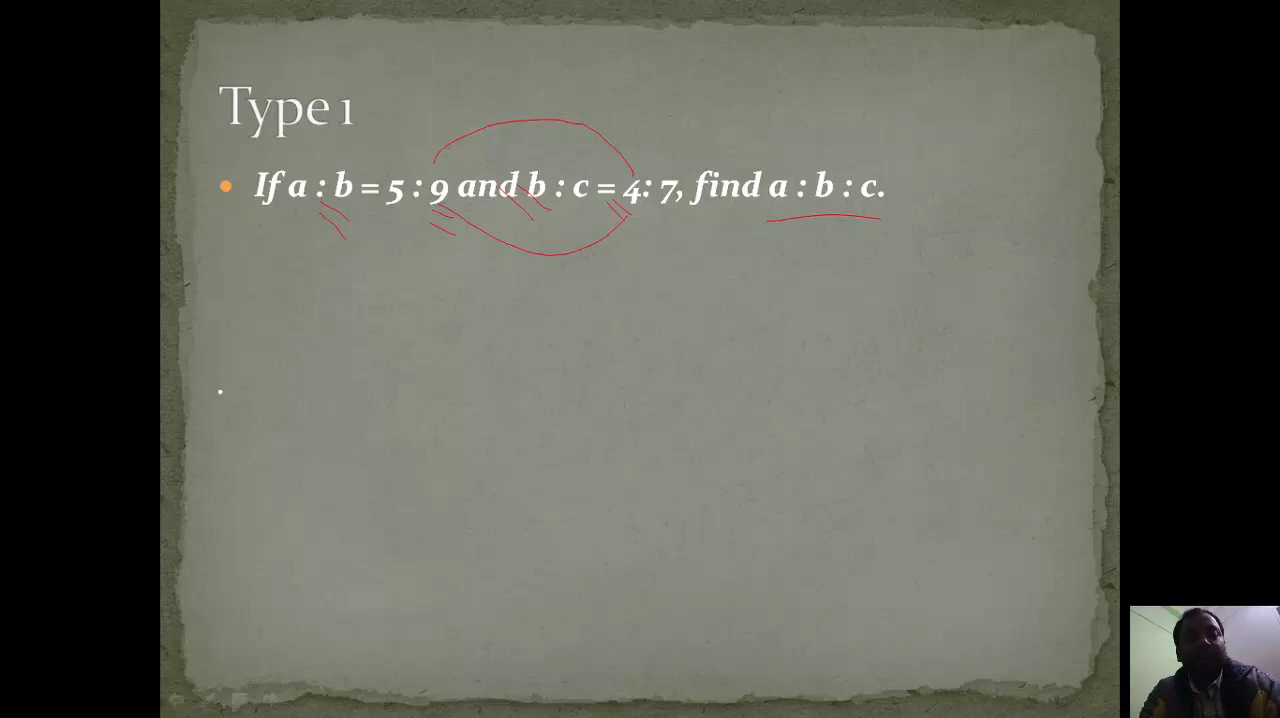 Type 1
If a : b = 5 : 9 and b : c = 4: 7, find a : b : c.